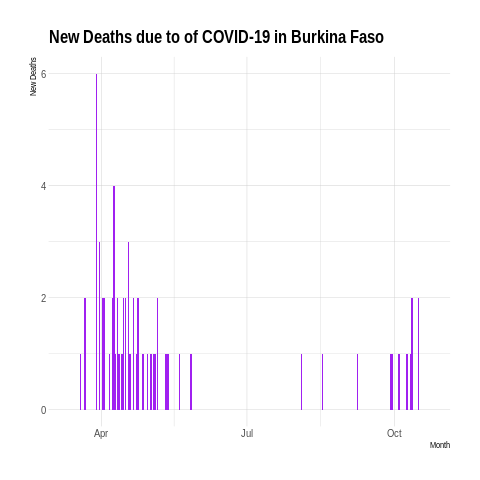 New Deaths due to of COVID-19 in Burkina Faso
New Deaths
6
4
2
0
Apr
Jul
Oct
Month